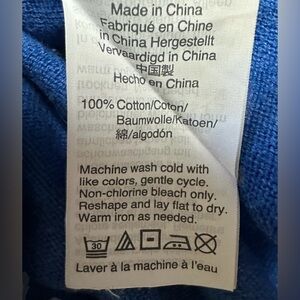 Made in China
Fabriqué en Chine
in China Hergestellt
Vervaardigd in China
中国製
Hecho en China
100% Cotton/Coton/
Baumwolle/Katoen/
綿/algodón
Machine wash cold with
like colors, gentle cycle.
Non-chlorine bleach only.
Reshape and lay flat to dry.
Warm iron as needed.
30
Laver à la machine à l'eau